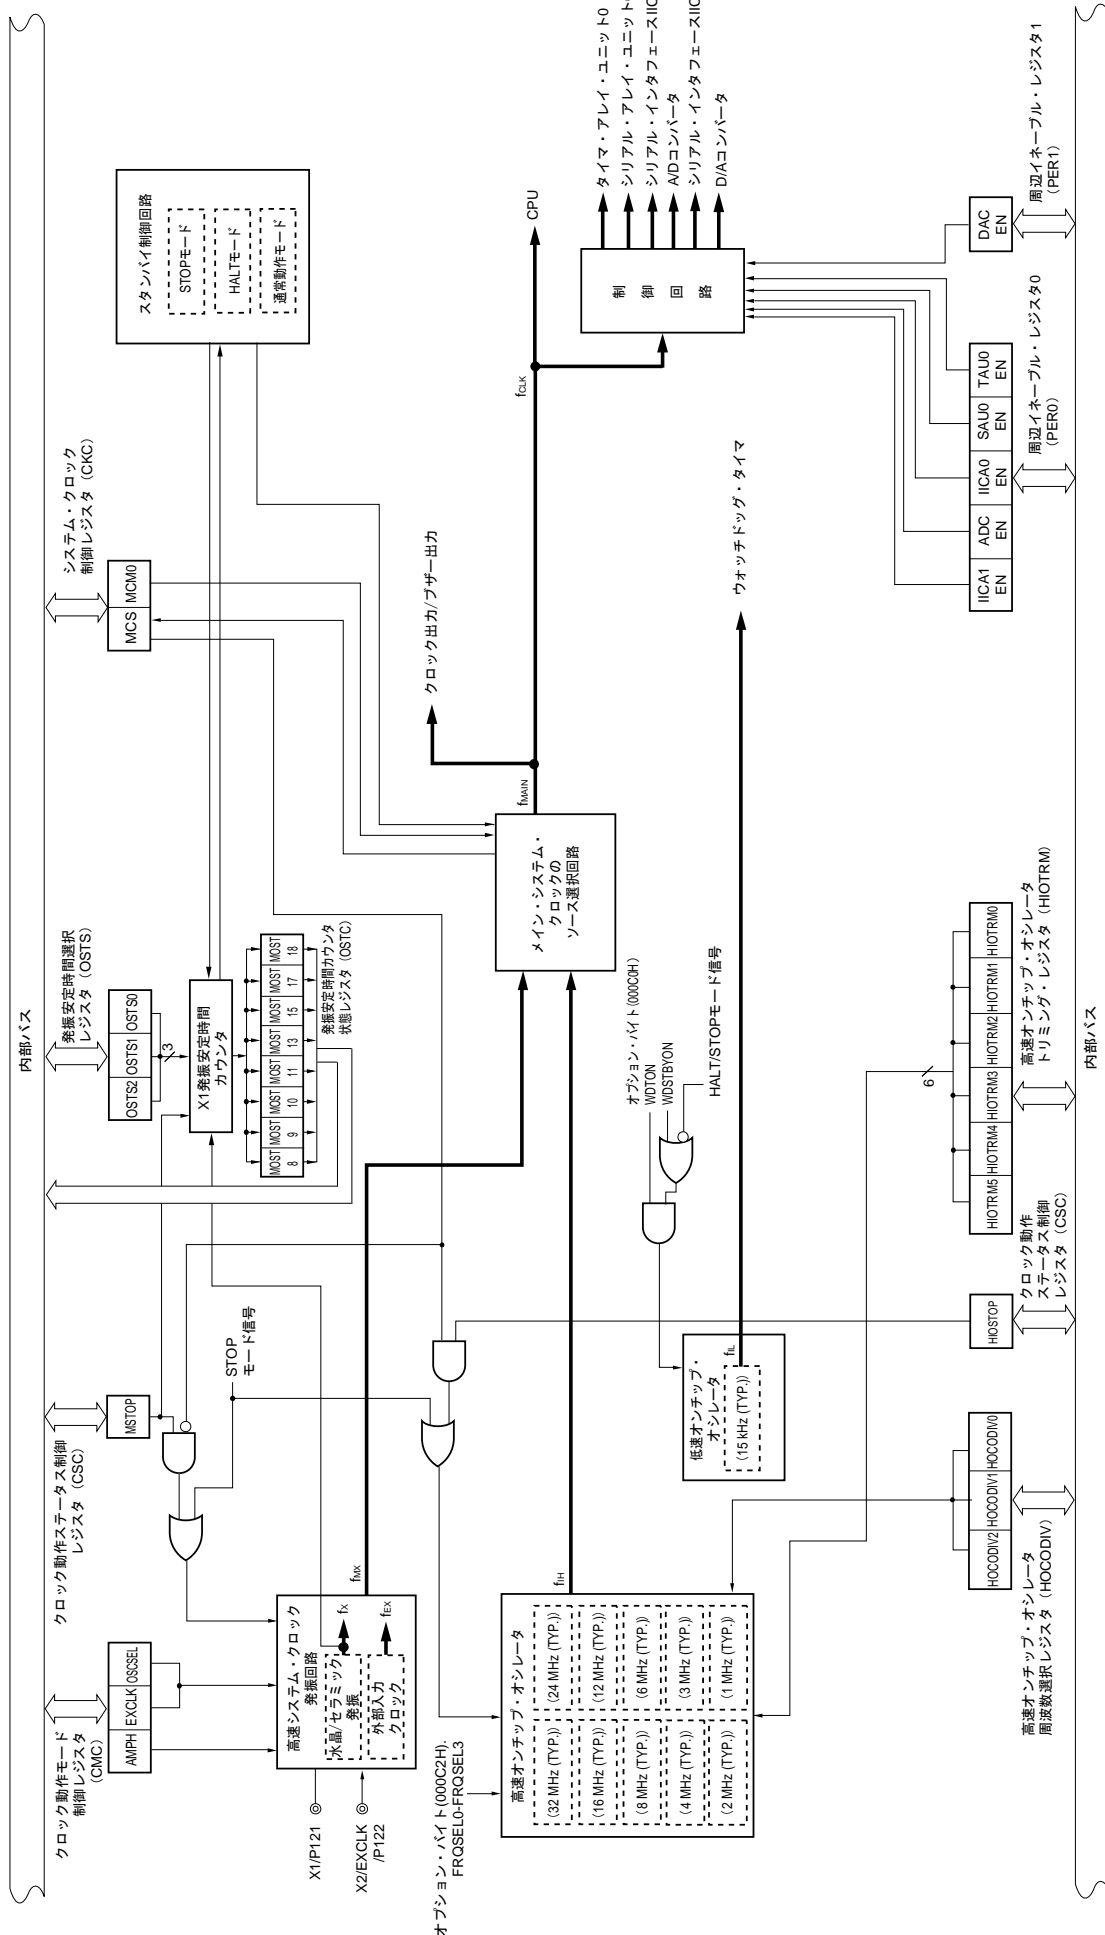 内部バス
クロック動作モード
制御レジスタ
(CMC)
AMPH
EXCLK
OSCSEL
クロック動作ステータス制御
レジスタ (CSC)
MSTOP
STOP
モード信号
発振安定時間選択
レジスタ (OSTS)
OSTS2
OSTS1
OSTS0
3
X1発振安定時間
カウンタ
MOST
8
MOST
9
MOST
10
MOST
11
MOST
13
MOST
15
MOST
17
MOST
18
発振安定時間カウンタ
状態レジスタ (OSTC)
システム・クロック
制御レジスタ (CKC)
MCS
MCM0
スタンバイ制御回路
STOPモード
HALTモード
通常動作モード
高速システム・クロック
発振回路
水晶/セラミック
発振
fX
外部入力
クロック
fEX
fMX
X1/P121
X2/EXCLK
/P122
オプション・バイト(000C2H).
FRQSEL0-FRQSEL3
高速オンチップ・オシレータ
(32 MHz (TYP.))
(24 MHz (TYP.))
(16 MHz (TYP.))
(12 MHz (TYP.))
(8 MHz (TYP.))
(6 MHz (TYP.))
(4 MHz (TYP.))
(3 MHz (TYP.))
(2 MHz (TYP.))
(1 MHz (TYP.))
fIH
メイン・システム・
クロックの
ソース選択回路
fMAIN
クロック出力/ブザー出力
fCLK
CPU
制御回路
タイマ・アレイ・ユニット0
シリアル・アレイ・ユニット
シリアル・インタフェースIIC
A/Dコンバータ
シリアル・インタフェースIIC
D/Aコンバータ
オプション・バイト(000C0H)
WDTON
WDSTBYON
HALT/STOPモード信号
低速オンチップ・
オシレータ
(15 kHz (TYP.))
fIL
ウォッチドッグ・タイマ
HOCODIV2
HOCODIV1
HOCODIV0
高速オンチップ・オシレータ
周波数選択レジスタ (HOCODIV)
HIOSTOP
クロック動作
ステータス制御
レジスタ (CSC)
6
HIOTRM5
HIOTRM4
HIOTRM3
HIOTRM2
HIOTRM1
HIOTRM0
高速オンチップ・オシレータ
トリミング・レジスタ (HIOTRM)
IICA1
EN
ADC
EN
IICA0
EN
SAU0
EN
TAU0
EN
周辺イネーブル・レジスタ0
(PER0)
DAC
EN
周辺イネーブル・レジスタ1
(PER1)
内部バス